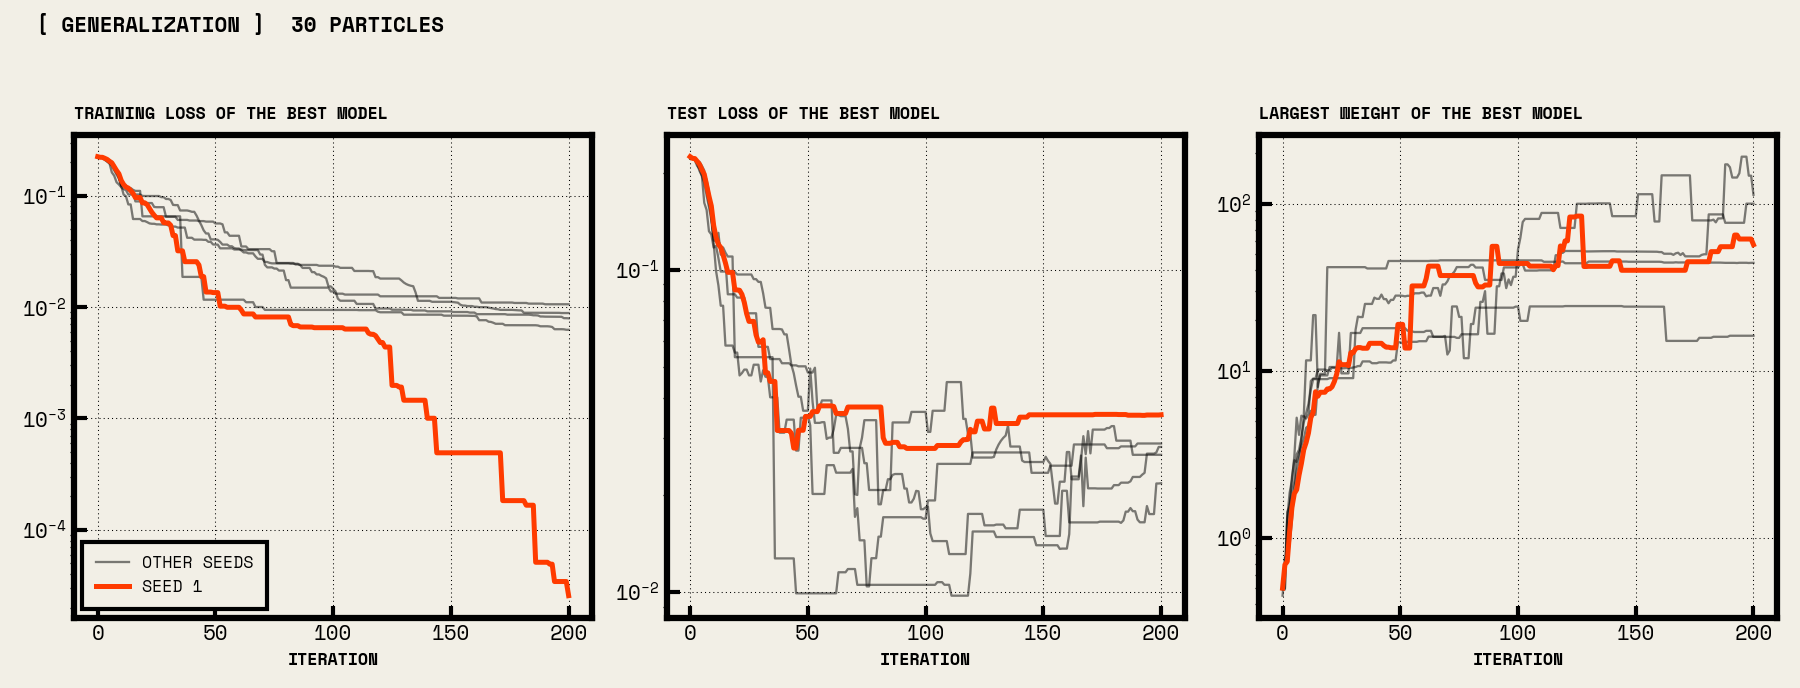 [ GENERALIZATION ] 30 PARTICLES
TRAINING LOSS OF THE BEST MODEL
10⁻¹
10⁻²
10⁻³
10⁻⁴
OTHER SEEDS
SEED 1
0 50 100 150 200
ITERATION
TEST LOSS OF THE BEST MODEL
10⁻¹
10⁻²
0 50 100 150 200
ITERATION
LARGEST WEIGHT OF THE BEST MODEL
10²
10¹
10⁰
0 50 100 150 200
ITERATION